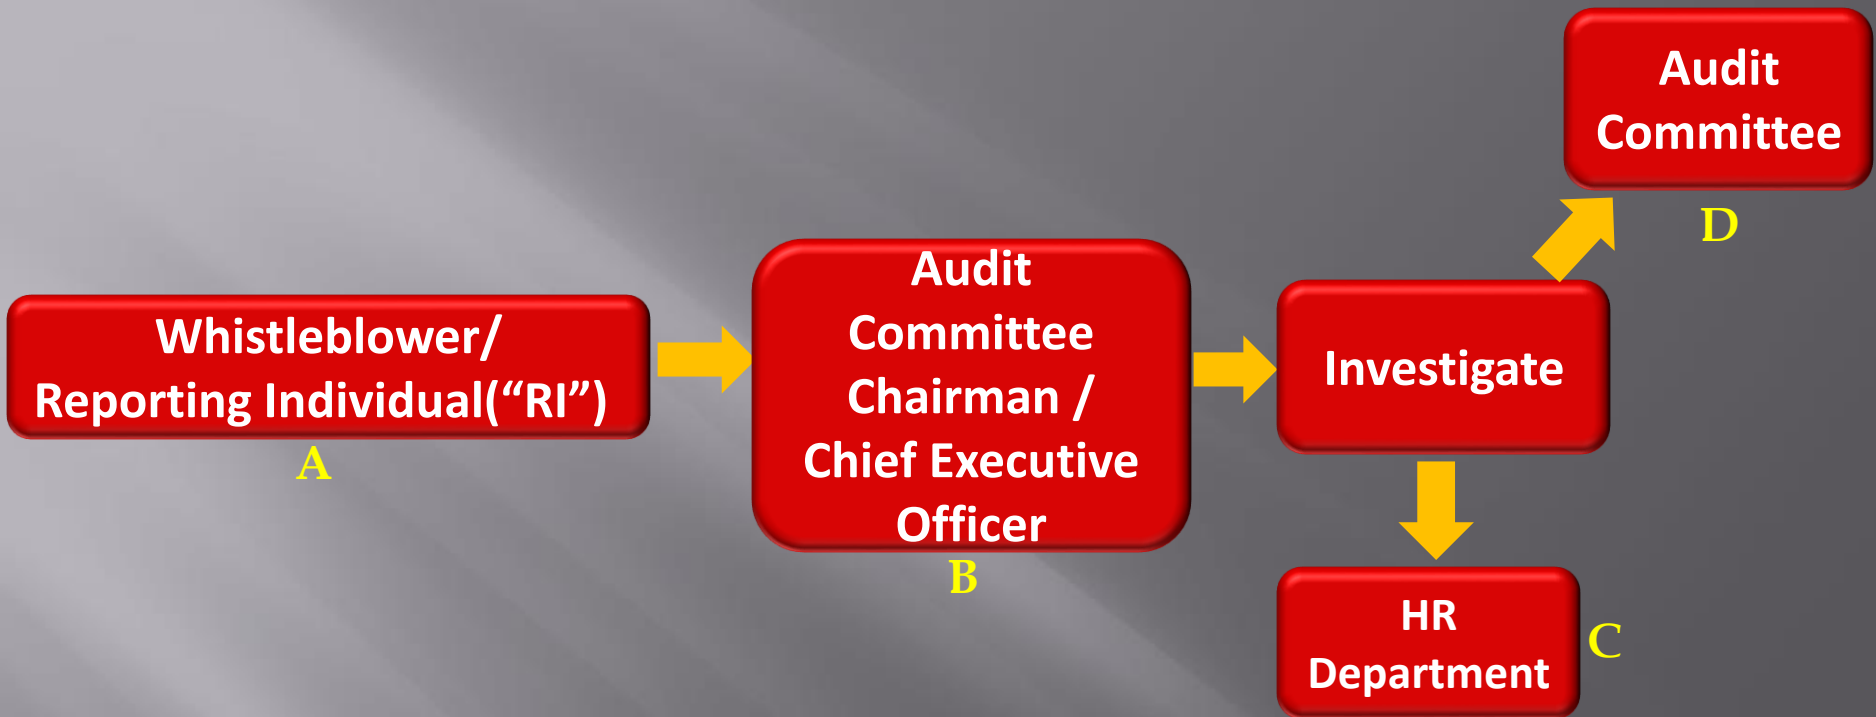 Whistleblower/
Reporting Individual(“RI”)
A
Audit
Committee
Chairman /
Chief Executive
Officer
B
Investigate
Audit
Committee
D
HR
Department
C